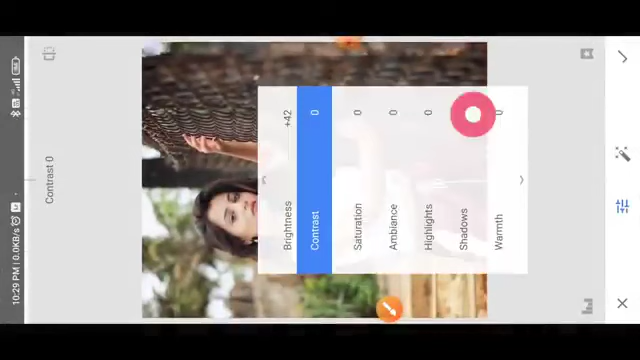 10:29 PM | 0.0KB/s
Contrast 0
Brightness +42
Contrast 0
Saturation 0
Ambiance 0
Highlights 0
Shadows
Warmth 0